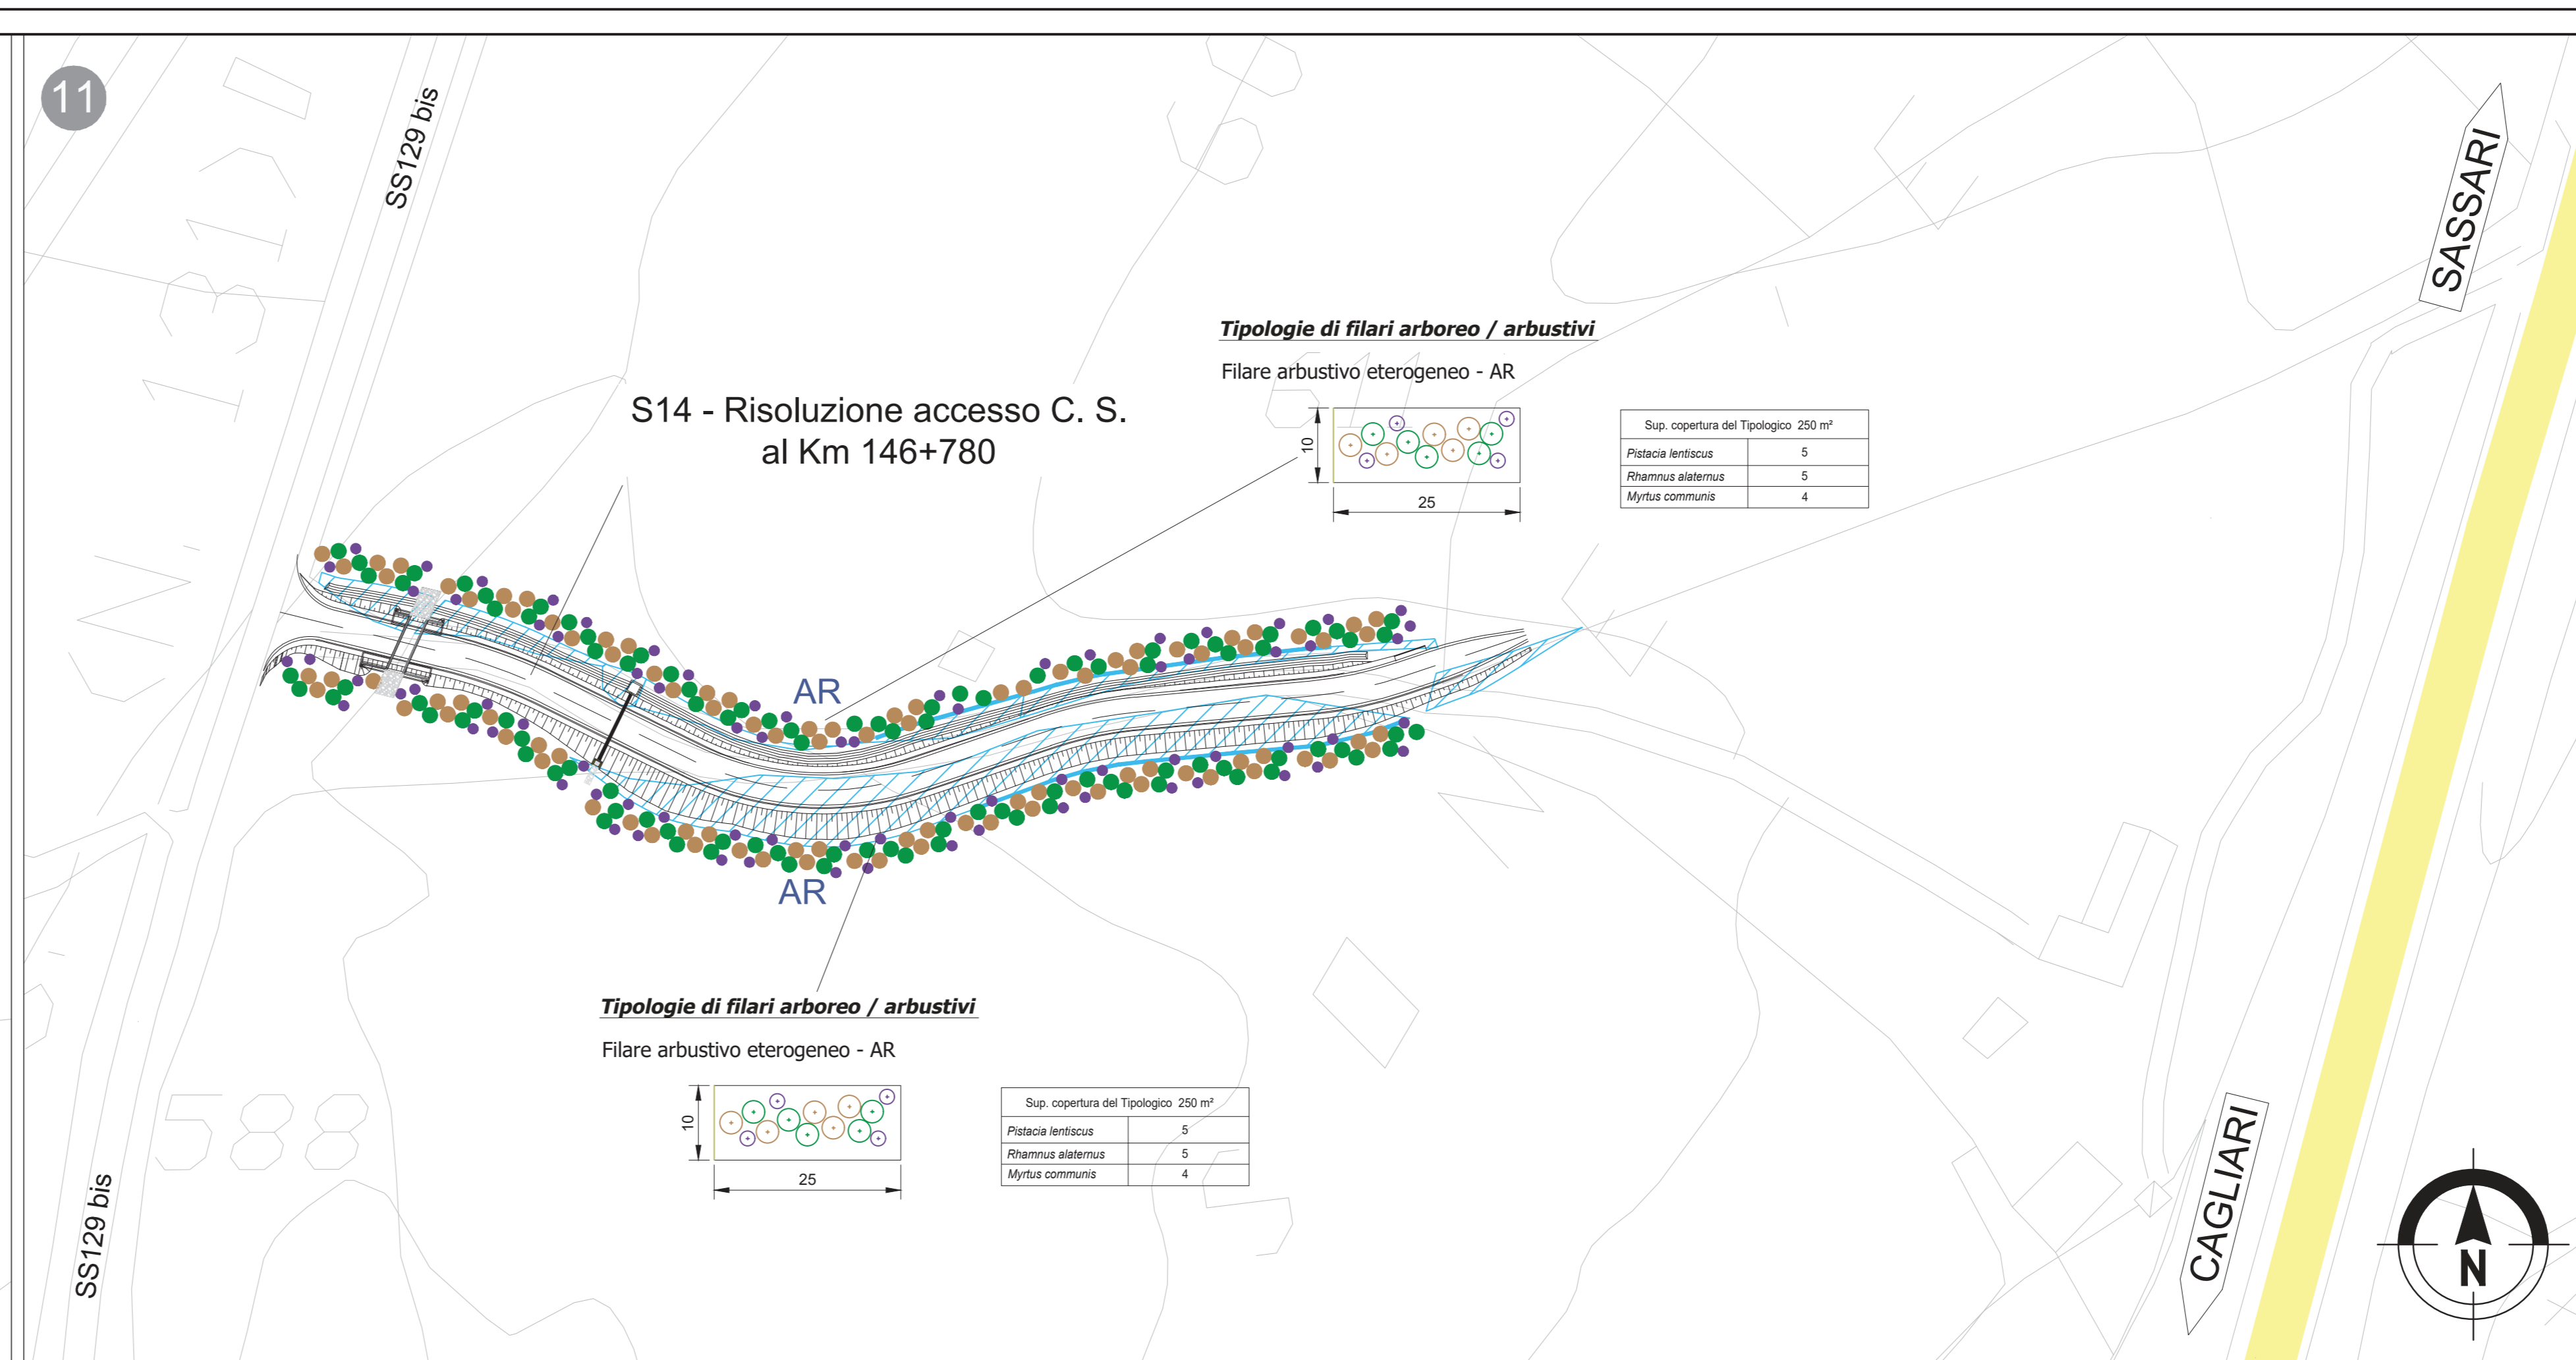 11
SS129 bis
SASSARI
Tipologie di filari arboreo / arbustivi
Filare arbustivo eterogeneo - AR
S14 - Risoluzione accesso C. S.
al Km 146+780
10
25
Sup. copertura del Tipologico 250 m²
Pistacia lentiscus 5
Rhamnus alaternus 5
Myrtus communis 4
AR
AR
Tipologie di filari arboreo / arbustivi
Filare arbustivo eterogeneo - AR
10
25
Sup. copertura del Tipologico 250 m²
Pistacia lentiscus 5
Rhamnus alaternus 5
Myrtus communis 4
588
SS129 bis
CAGLIARI
N